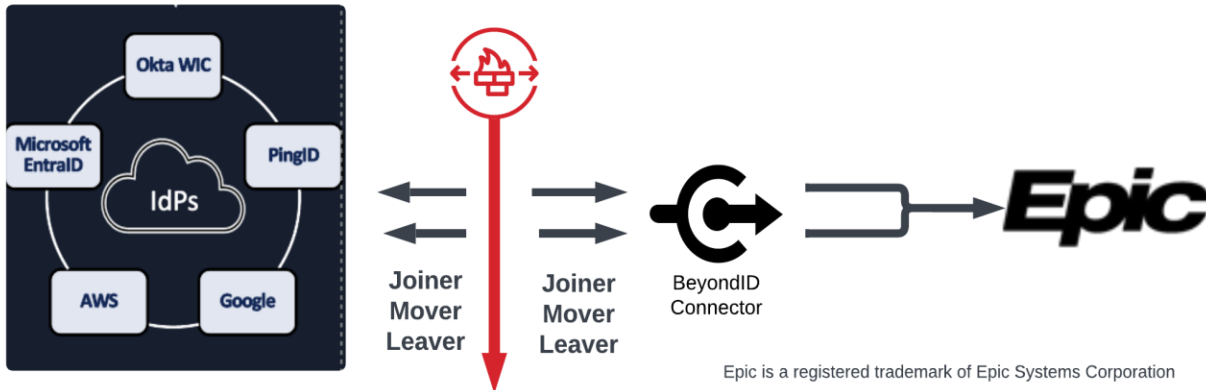 Okta WIC
Microsoft
EntraID
PingID
IdPs
AWS
Google
Joiner
Mover
Leaver
Joiner
Mover
Leaver
BeyondID
Connector
Epic
Epic is a registered trademark of Epic Systems Corporation